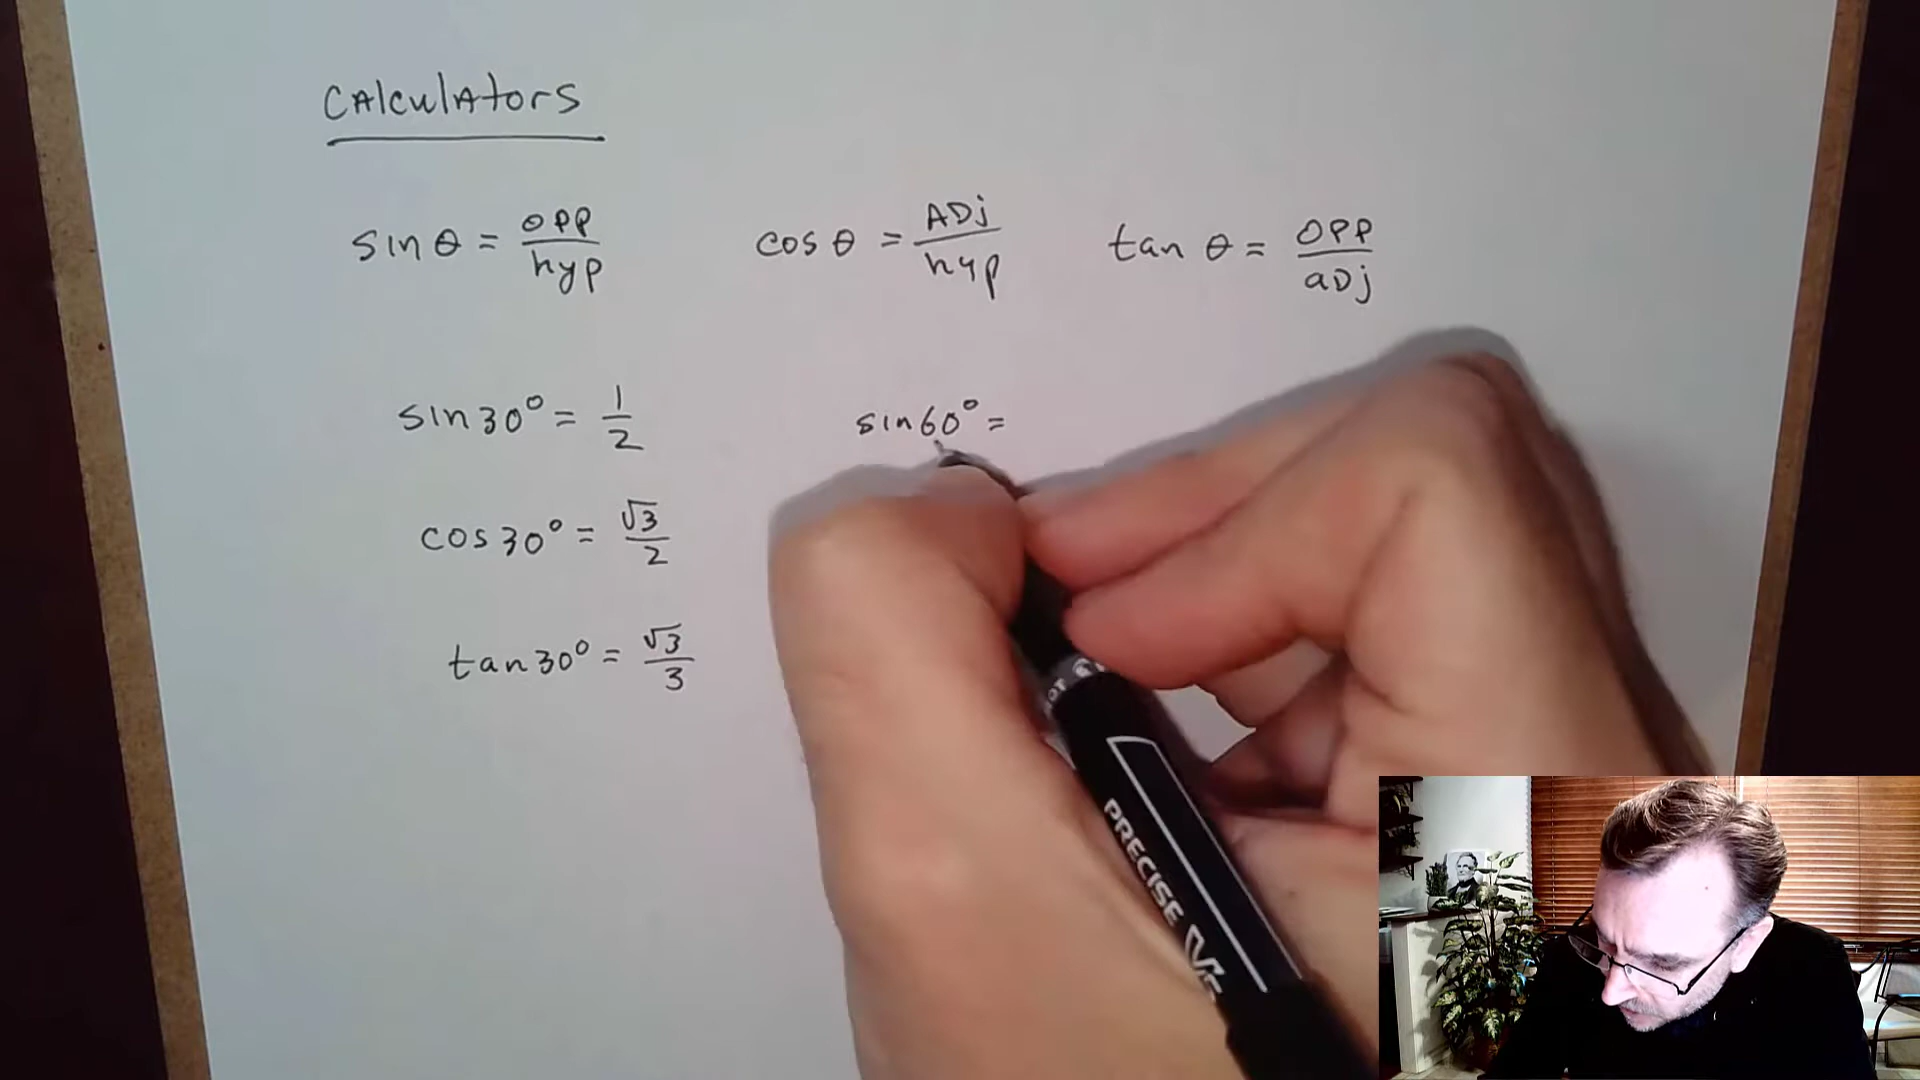 CALCULATORS
sin θ = OPP/hyp cos θ = ADj/hyp tan θ = OPP/aDj
sin 30° = 1/2 sin 60° =
cos 30° = √3/2
tan 30° = √3/3
PRECISE V5